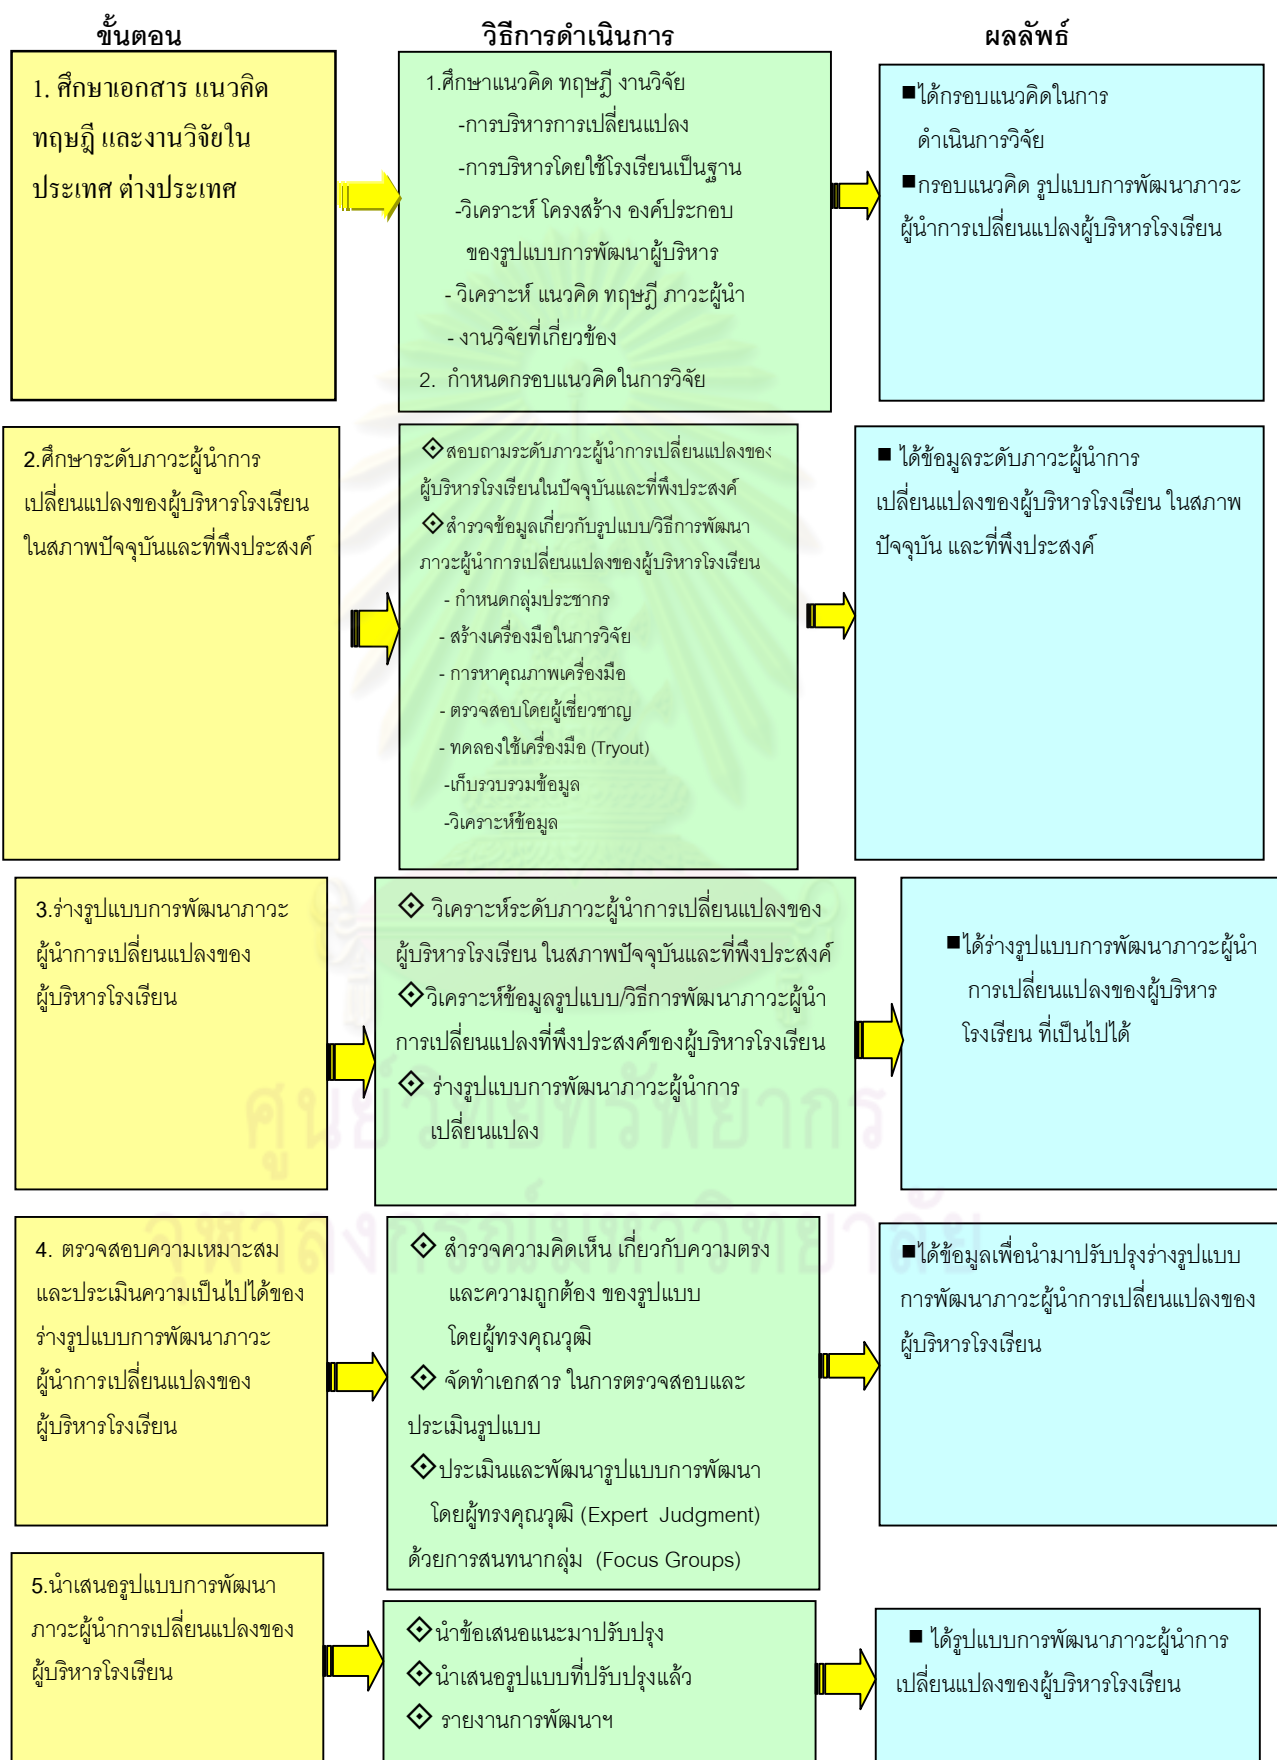 ขั้นตอน
วิธีการดำเนินการ
ผลลัพธ์
1. ศึกษาเอกสาร แนวคิด
ทฤษฎี และงานวิจัยใน
ประเทศ ต่างประเทศ
1.ศึกษาแนวคิด ทฤษฎี งานวิจัย
-การบริหารการเปลี่ยนแปลง
-การบริหารโดยใช้โรงเรียนเป็นฐาน
-วิเคราะห์ โครงสร้าง องค์ประกอบ
ของรูปแบบการพัฒนาผู้บริหาร
- วิเคราะห์ แนวคิด ทฤษฎี ภาวะผู้นำ
- งานวิจัยที่เกี่ยวข้อง
2. กำหนดกรอบแนวคิดในการวิจัย
■ได้กรอบแนวคิดในการ
ดำเนินการวิจัย
■กรอบแนวคิด รูปแบบการพัฒนาภาวะ
ผู้นำการเปลี่ยนแปลงผู้บริหารโรงเรียน
2.ศึกษาระดับภาวะผู้นำการ
เปลี่ยนแปลงของผู้บริหารโรงเรียน
ในสภาพปัจจุบันและที่พึงประสงค์
สอบถามระดับภาวะผู้นำการเปลี่ยนแปลงของ
ผู้บริหารโรงเรียนในปัจจุบันและที่พึงประสงค์
สำรวจข้อมูลเกี่ยวกับรูปแบบ/วิธีการพัฒนา
ภาวะผู้นำการเปลี่ยนแปลงของผู้บริหารโรงเรียน
- กำหนดกลุ่มประชากร
- สร้างเครื่องมือในการวิจัย
- การหาคุณภาพเครื่องมือ
- ตรวจสอบโดยผู้เชี่ยวชาญ
- ทดลองใช้เครื่องมือ (Tryout)
-เก็บรวบรวมข้อมูล
-วิเคราะห์ข้อมูล
■ ได้ข้อมูลระดับภาวะผู้นำการ
เปลี่ยนแปลงของผู้บริหารโรงเรียน ในสภาพ
ปัจจุบัน และที่พึงประสงค์
3.ร่างรูปแบบการพัฒนาภาวะ
ผู้นำการเปลี่ยนแปลงของ
ผู้บริหารโรงเรียน
วิเคราะห์ระดับภาวะผู้นำการเปลี่ยนแปลงของ
ผู้บริหารโรงเรียน ในสภาพปัจจุบันและที่พึงประสงค์
วิเคราะห์ข้อมูลรูปแบบ/วิธีการพัฒนาภาวะผู้นำ
การเปลี่ยนแปลงที่พึงประสงค์ของผู้บริหารโรงเรียน
ร่างรูปแบบการพัฒนาภาวะผู้นำการ
เปลี่ยนแปลง
■ได้ร่างรูปแบบการพัฒนาภาวะผู้นำ
การเปลี่ยนแปลงของผู้บริหาร
โรงเรียน ที่เป็นไปได้
ศูนย์วิทยทรัพยากร
จุฬาลงกรณ์มหาวิทยาลัย
4. ตรวจสอบความเหมาะสม
และประเมินความเป็นไปได้ของ
ร่างรูปแบบการพัฒนาภาวะ
ผู้นำการเปลี่ยนแปลงของ
ผู้บริหารโรงเรียน
สำรวจความคิดเห็น เกี่ยวกับความตรง
และความถูกต้อง ของรูปแบบ
โดยผู้ทรงคุณวุฒิ
จัดทำเอกสาร ในการตรวจสอบและ
ประเมินรูปแบบ
ประเมินและพัฒนารูปแบบการพัฒนา
โดยผู้ทรงคุณวุฒิ (Expert Judgment)
ด้วยการสนทนากลุ่ม (Focus Groups)
■ได้ข้อมูลเพื่อนำมาปรับปรุงร่างรูปแบบ
การพัฒนาภาวะผู้นำการเปลี่ยนแปลงของ
ผู้บริหารโรงเรียน
5.นำเสนอรูปแบบการพัฒนา
ภาวะผู้นำการเปลี่ยนแปลงของ
ผู้บริหารโรงเรียน
นำข้อเสนอแนะมาปรับปรุง
นำเสนอรูปแบบที่ปรับปรุงแล้ว
รายงานการพัฒนาฯ
■ ได้รูปแบบการพัฒนาภาวะผู้นำการ
เปลี่ยนแปลงของผู้บริหารโรงเรียน